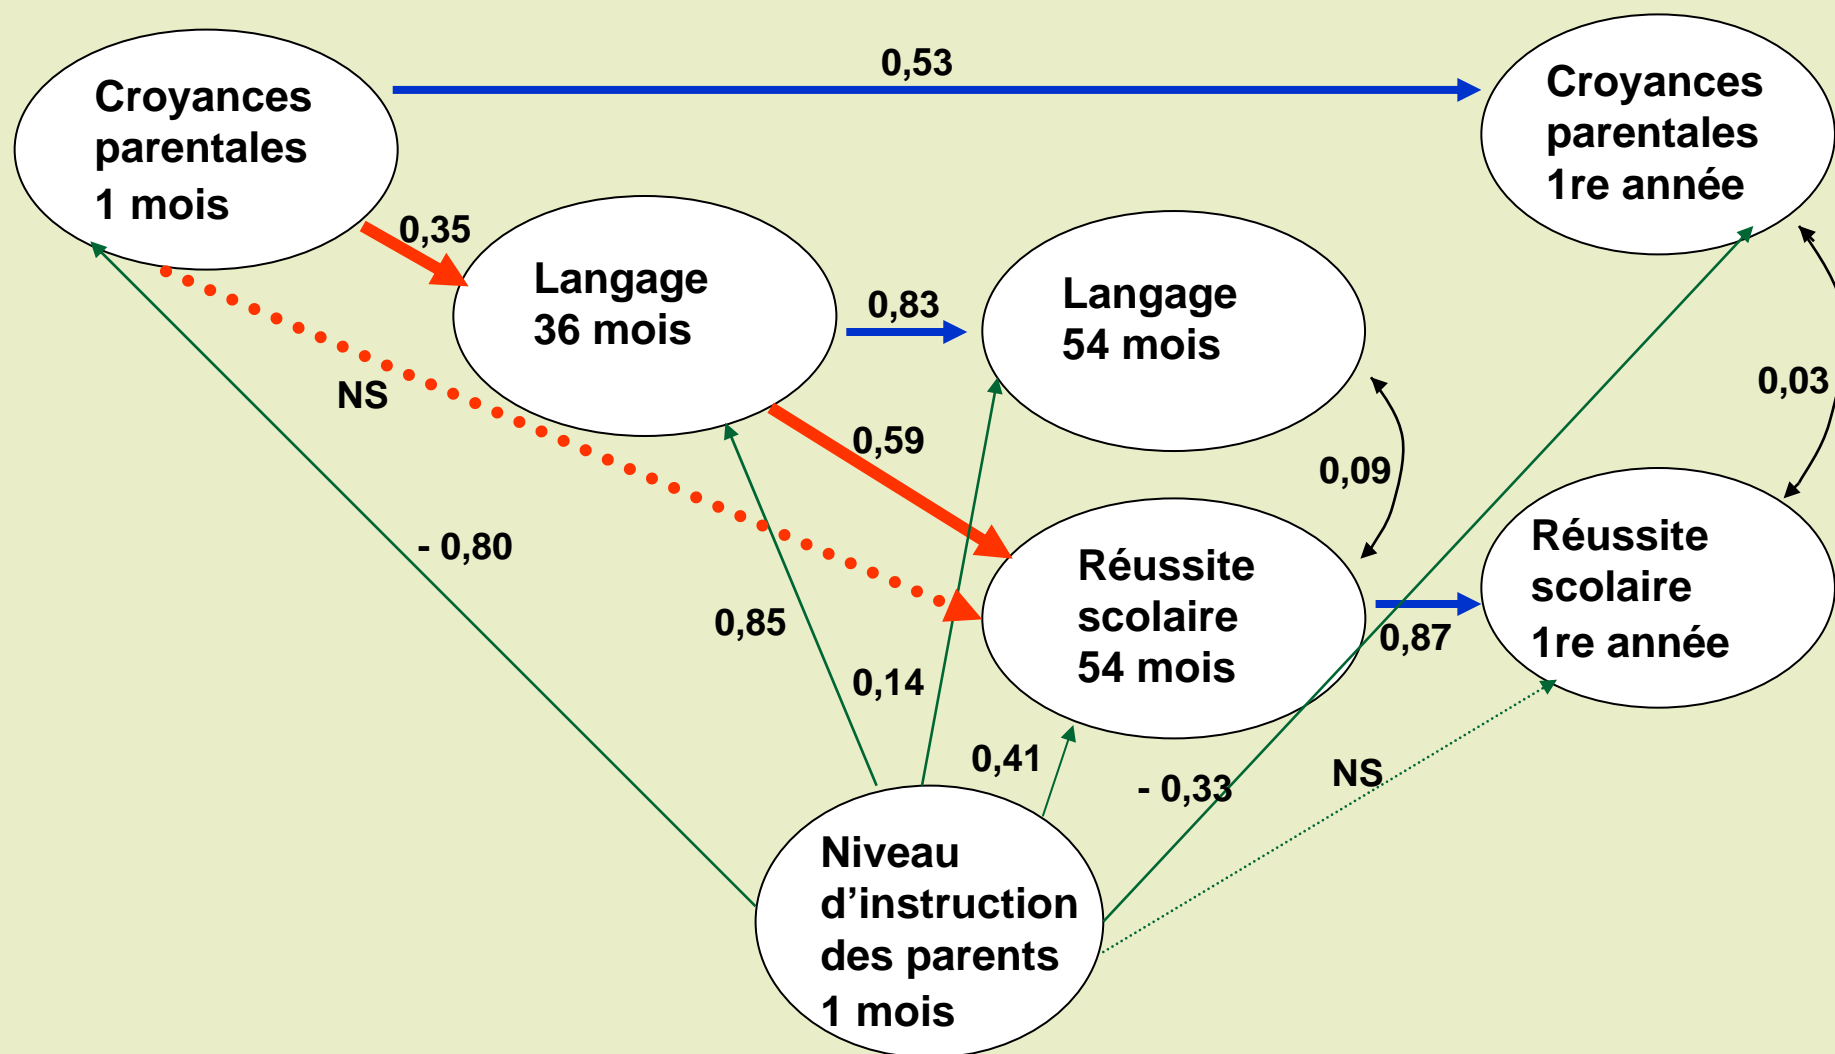 Croyances
parentales
1 mois
0,53
Croyances
parentales
1re année
0,35
Langage
36 mois
0,83
Langage
54 mois
NS
0,59
0,09
0,03
- 0,80
0,85
0,14
Réussite
scolaire
54 mois
0,87
Réussite
scolaire
1re année
0,41
- 0,33
NS
Niveau
d’instruction
des parents
1 mois